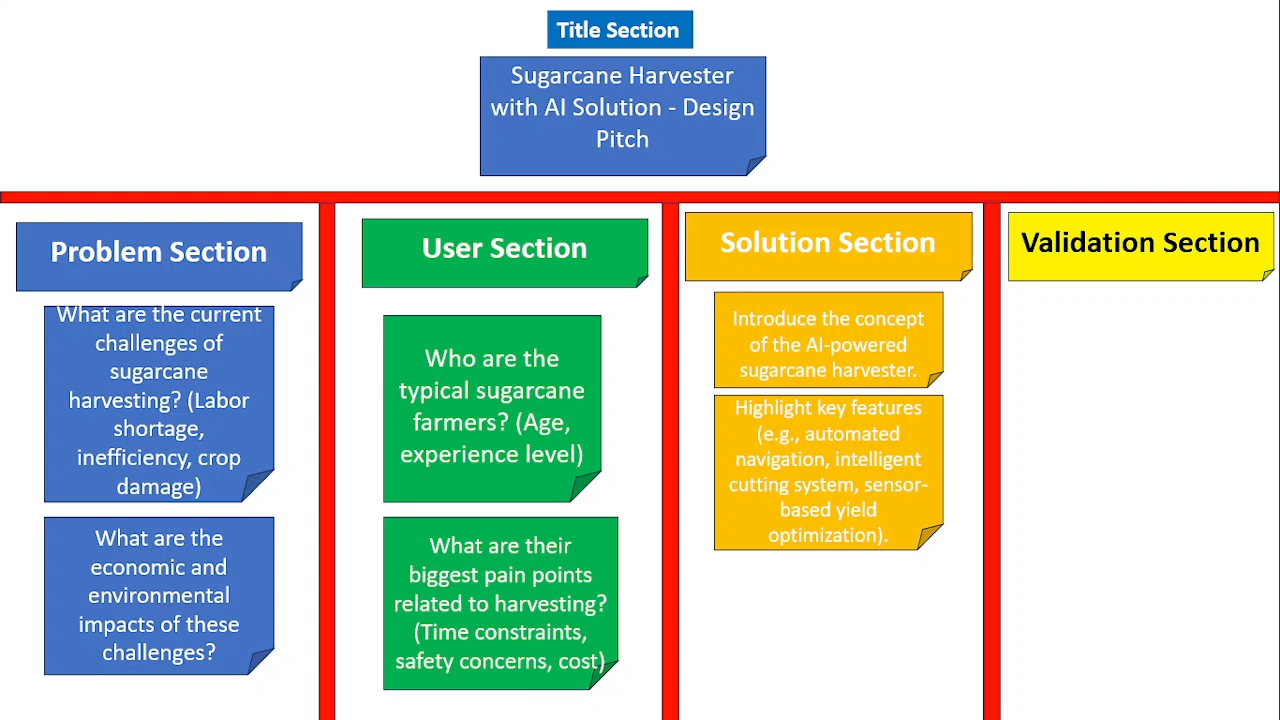 Title Section
Sugarcane Harvester
with AI Solution - Design
Pitch
Problem Section
What are the current
challenges of
sugarcane
harvesting? (Labor
shortage,
inefficiency, crop
damage)
What are the
economic and
environmental
impacts of these
challenges?
User Section
Who are the
typical sugarcane
farmers? (Age,
experience level)
What are their
biggest pain points
related to harvesting?
(Time constraints,
safety concerns, cost)
Solution Section
Introduce the concept
of the AI-powered
sugarcane harvester.
Highlight key features
(e.g., automated
navigation, intelligent
cutting system, sensor-
based yield
optimization).
Validation Section